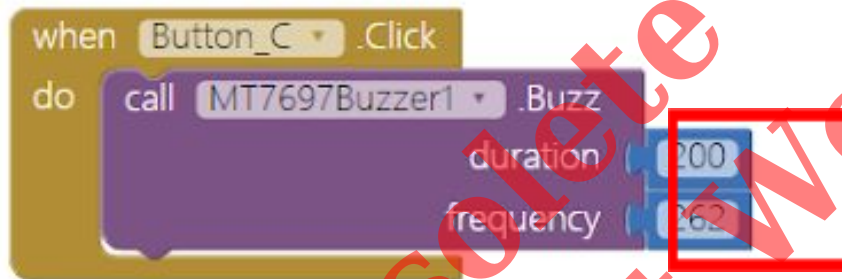 when Button_C .Click
do call MT7697Buzzer1 .Buzz
duration 200
frequency 262